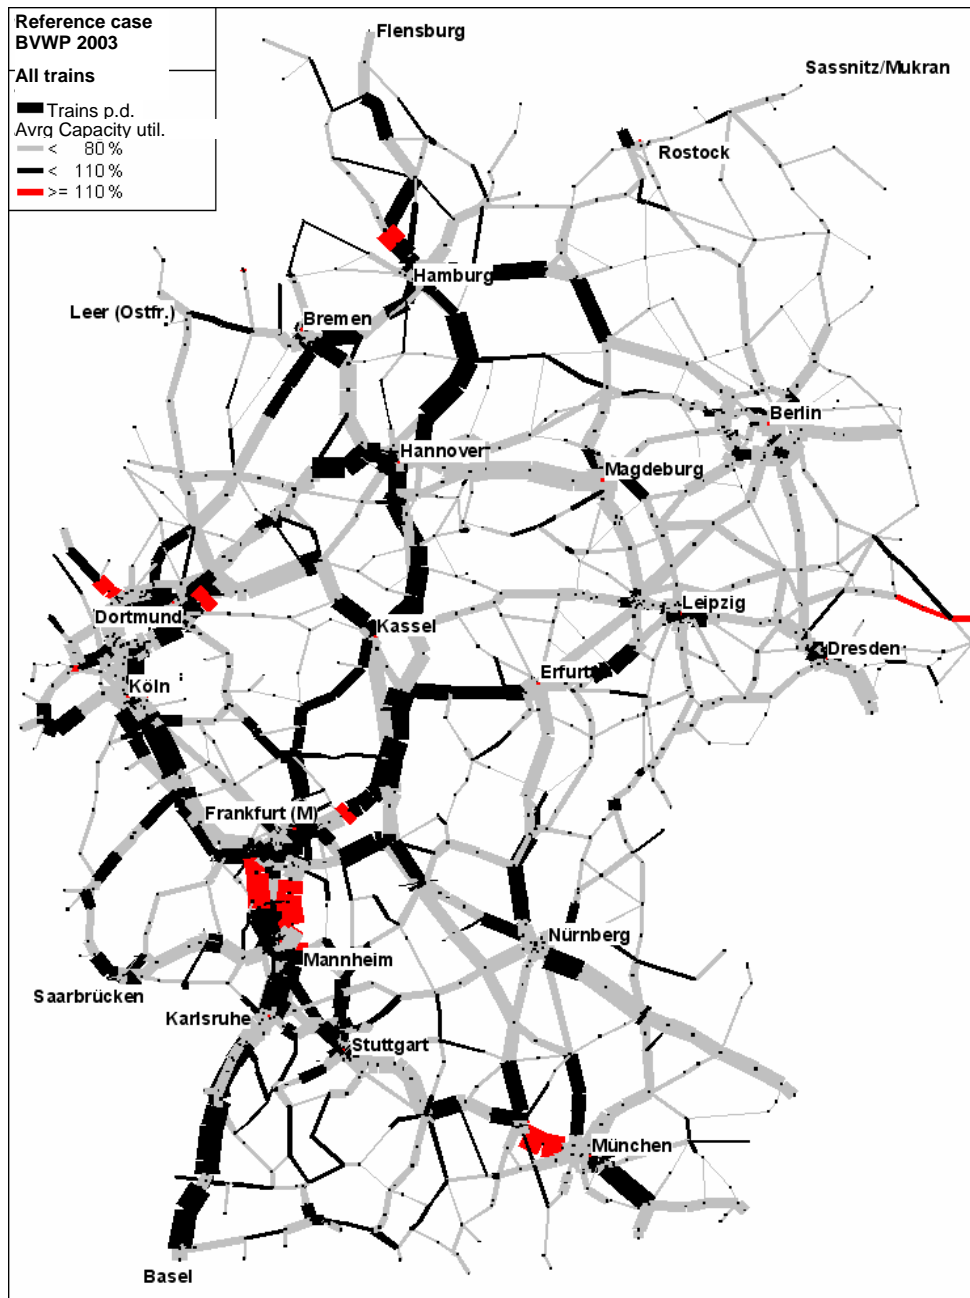 Reference case
BVWP 2003
All trains
Trains p.d.
Avrg Capacity util.
< 80 %
< 110 %
>= 110 %
Flensburg
Sassnitz/Mukran
Rostock
Hamburg
Leer (Ostfr.)
Bremen
Berlin
Hannover
Magdeburg
Leipzig
Dortmund
Kassel
Dresden
Erfurt
Köln
Frankfurt (M)
Nürnberg
Mannheim
Saarbrücken
Karlsruhe
Stuttgart
München
Basel